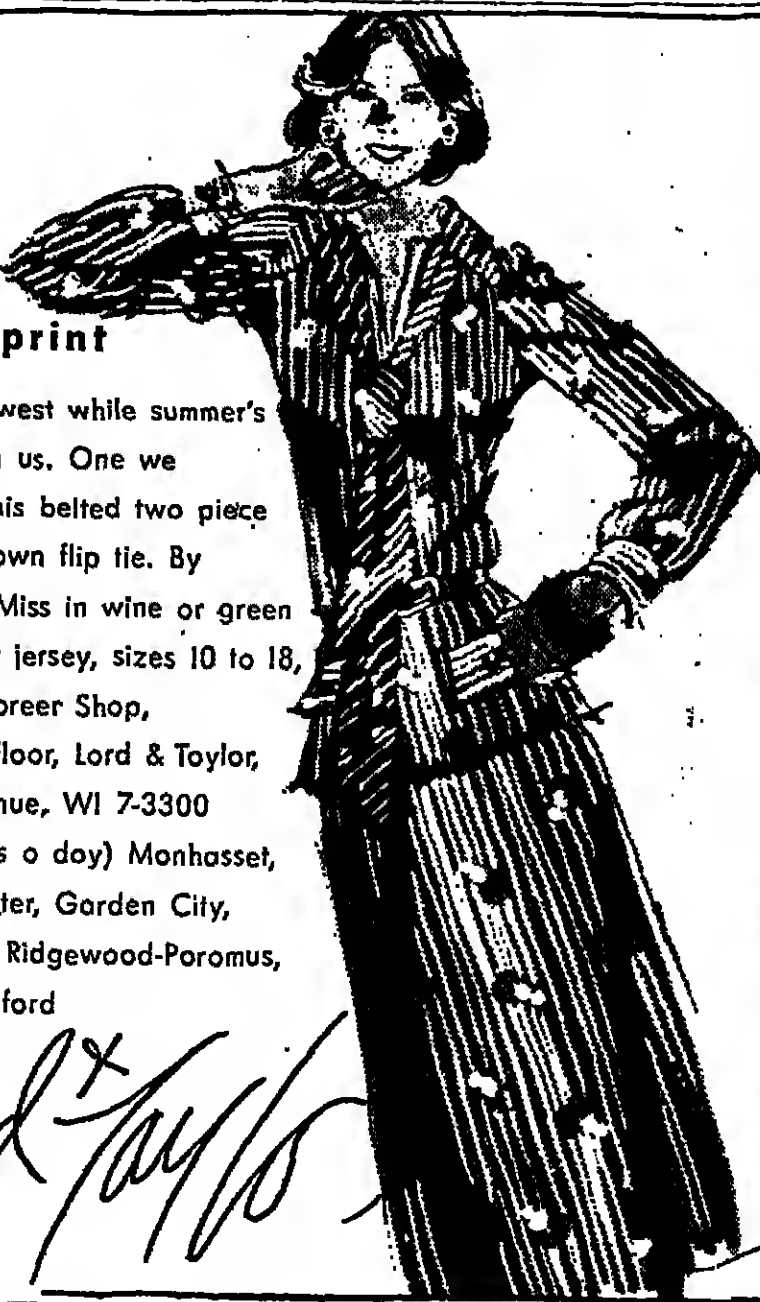 print
west while summer's
us. One we
is belted two piece
own flip tie. By
Miss in wine or green
jersey, sizes 10 to 18,
oreer Shop,
loor, Lord & Toylor,
nue, WI 7-3300
s o doy) Monhasset,
ter, Gorden City,
Ridgewood-Poromus,
ford
d & Taylor